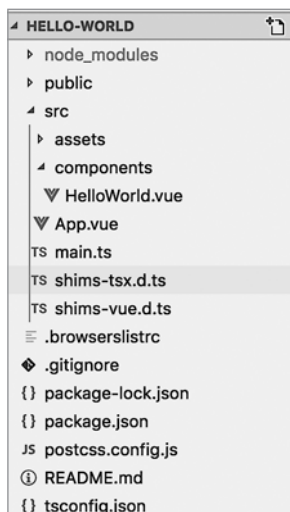 HELLO-WORLD
node_modules
public
src
assets
components
HelloWorld.vue
App.vue
TS main.ts
TS shims-tsx.d.ts
TS shims-vue.d.ts
.browserslistrc
.gitignore
{} package-lock.json
{} package.json
JS postcss.config.js
README.md
{} tsconfig.json